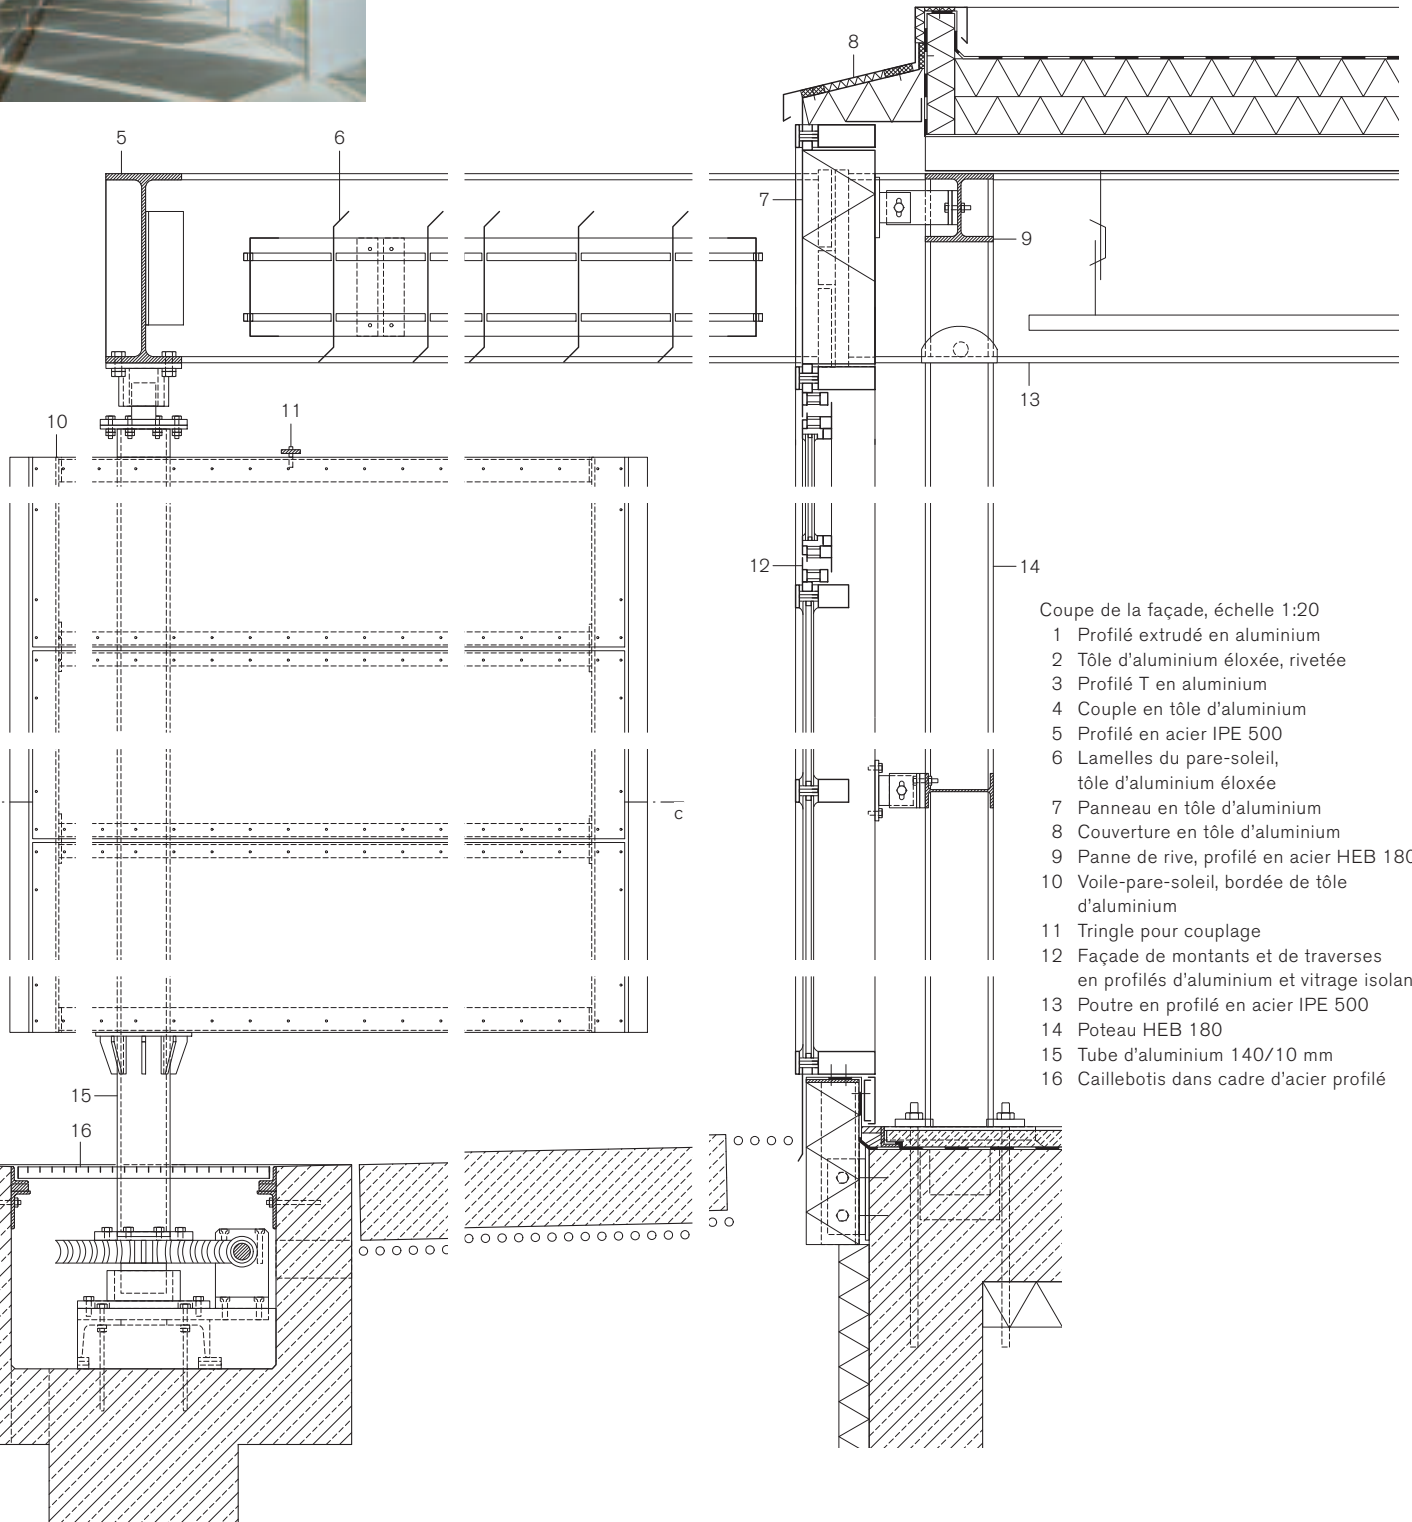 8
5
6
7
9
10
11
13
12
14
c
15
16
Coupe de la façade, échelle 1:20
1 Profilé extrudé en aluminium
2 Tôle d'aluminium éloxée, rivetée
3 Profilé T en aluminium
4 Couple en tôle d'aluminium
5 Profilé en acier IPE 500
6 Lamelles du pare-soleil,
tôle d'aluminium éloxée
7 Panneau en tôle d'aluminium
8 Couverture en tôle d'aluminium
9 Panne de rive, profilé en acier HEB 180
10 Voile-pare-soleil, bordée de tôle
d'aluminium
11 Tringle pour couplage
12 Façade de montants et de traverses
en profilés d'aluminium et vitrage isolan
13 Poutre en profilé en acier IPE 500
14 Poteau HEB 180
15 Tube d'aluminium 140/10 mm
16 Caillebotis dans cadre d'acier profilé